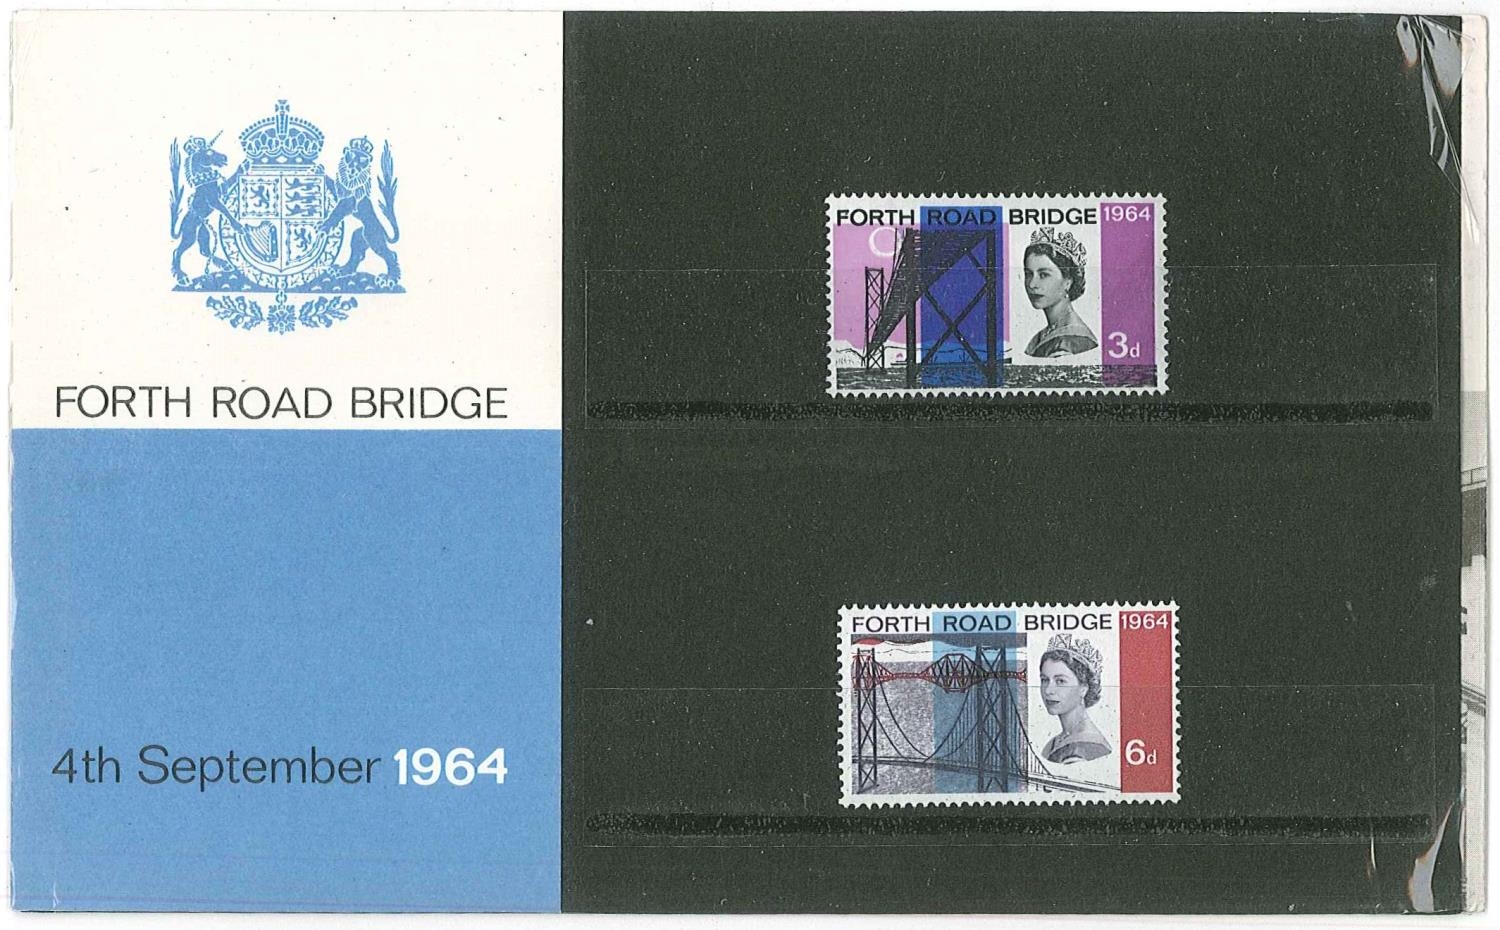 FORTH ROAD BRIDGE
4th September 1964
FORTH ROAD BRIDGE 1964
3d
FORTH ROAD BRIDGE 1964
6d